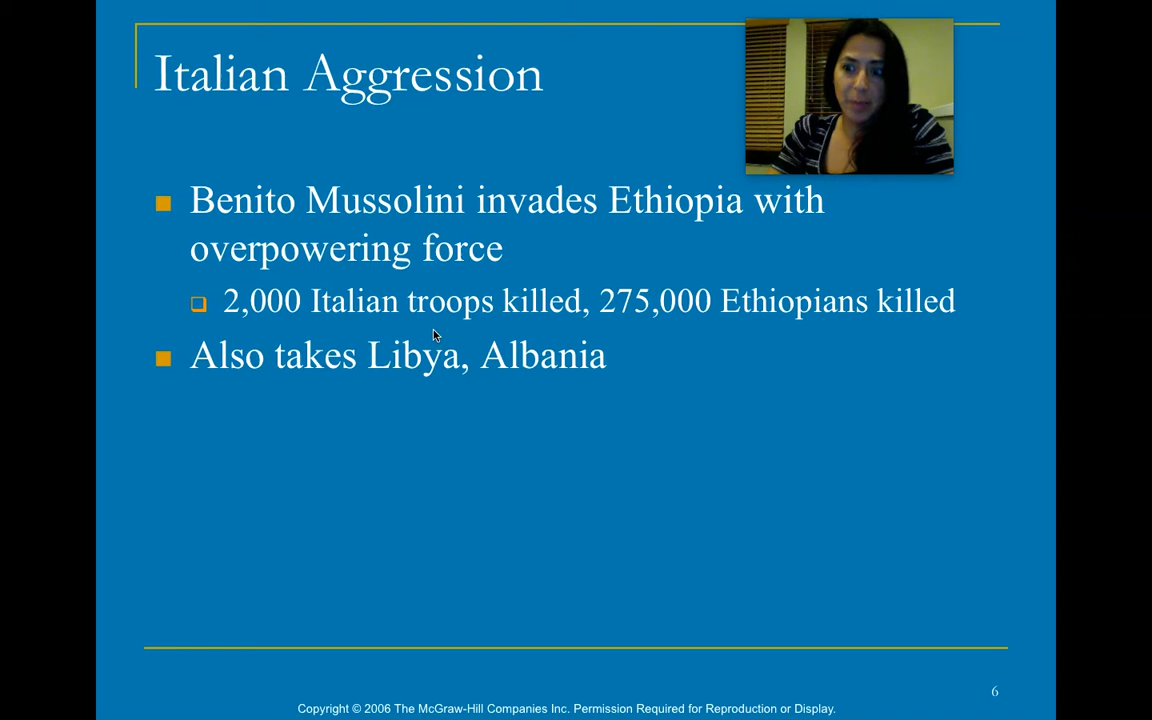 Italian Aggression
Benito Mussolini invades Ethiopia with
overpowering force
2,000 Italian troops killed, 275,000 Ethiopians killed
Also takes Libya, Albania
6
Copyright © 2006 The McGraw-Hill Companies Inc. Permission Required for Reproduction or Display.